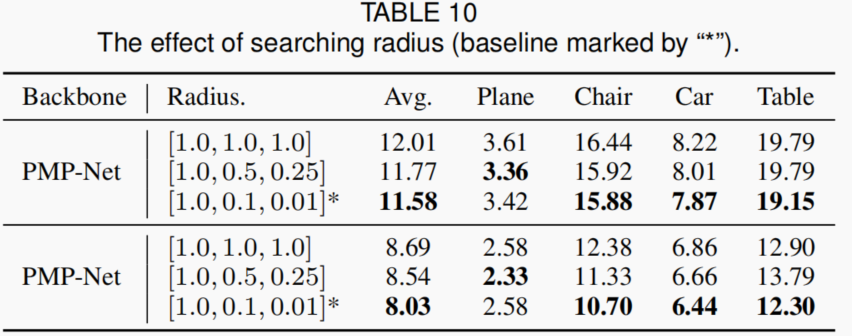 TABLE 10
The effect of searching radius (baseline marked by “*”).
Backbone Radius. Avg. Plane Chair Car Table
[1.0, 1.0, 1.0] 12.01 3.61 16.44 8.22 19.79
PMP-Net [1.0, 0.5, 0.25] 11.77 3.36 15.92 8.01 19.79
[1.0, 0.1, 0.01]* 11.58 3.42 15.88 7.87 19.15
[1.0, 1.0, 1.0] 8.69 2.58 12.38 6.86 12.90
PMP-Net [1.0, 0.5, 0.25] 8.54 2.33 11.33 6.66 13.79
[1.0, 0.1, 0.01]* 8.03 2.58 10.70 6.44 12.30